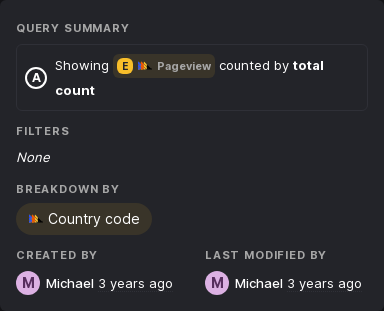 QUERY SUMMARY
A Showing E Pageview counted by total
count
FILTERS
None
BREAKDOWN BY
Country code
CREATED BY LAST MODIFIED BY
M Michael 3 years ago M Michael 3 years ago